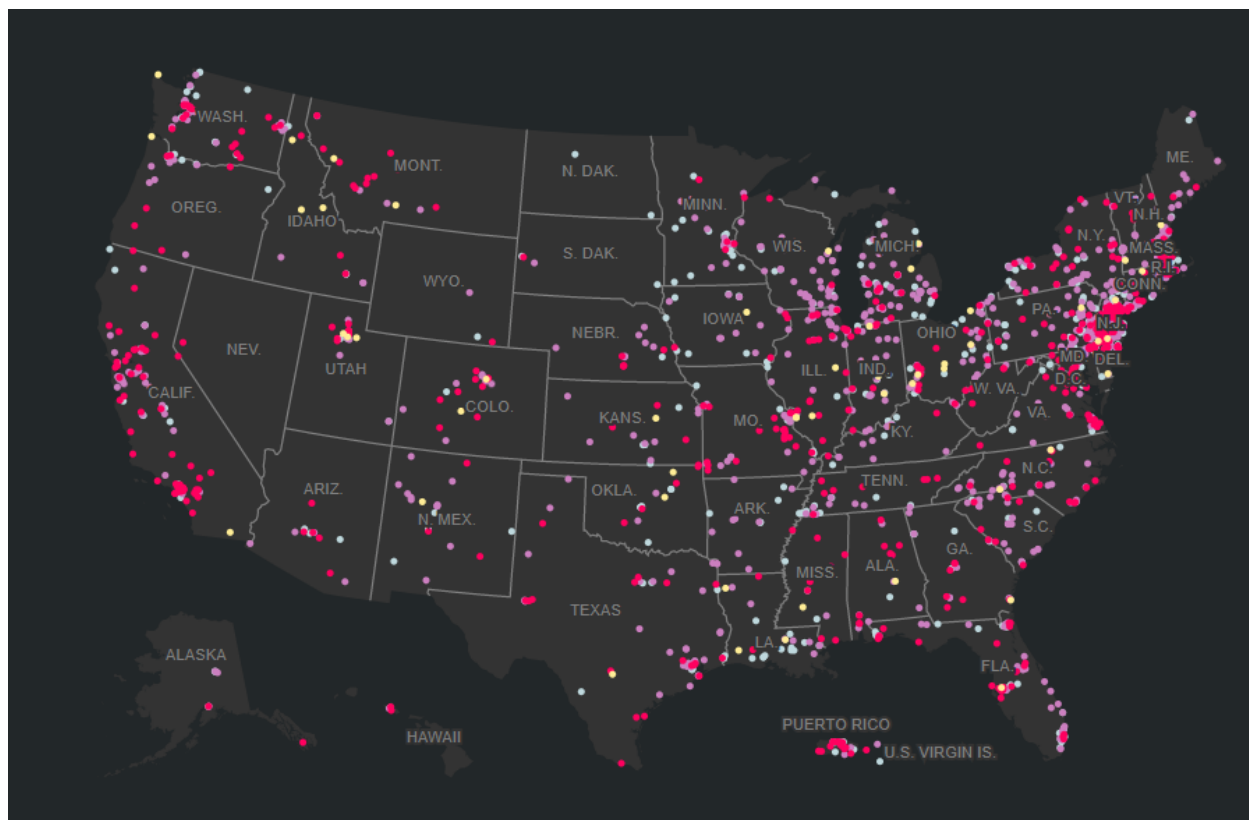 WASH.
MONT.
N. DAK.
MINN.
ME.
VT.
N.H.
OREG.
IDAHO
S. DAK.
WIS.
MICH.
N.Y.
MASS.
R.I.
CONN.
WYO.
NEBR.
IOWA
PA.
N.J.
OHIO
NEV.
UTAH
COLO.
ILL.
IND.
MD.
DEL.
D.C.
W. VA.
VA.
CALIF.
KANS.
MO.
KY.
ARIZ.
N. MEX.
OKLA.
ARK.
TENN.
N.C.
S.C.
MISS.
ALA.
GA.
TEXAS
LA.
FLA.
ALASKA
HAWAII
PUERTO RICO
U.S. VIRGIN IS.